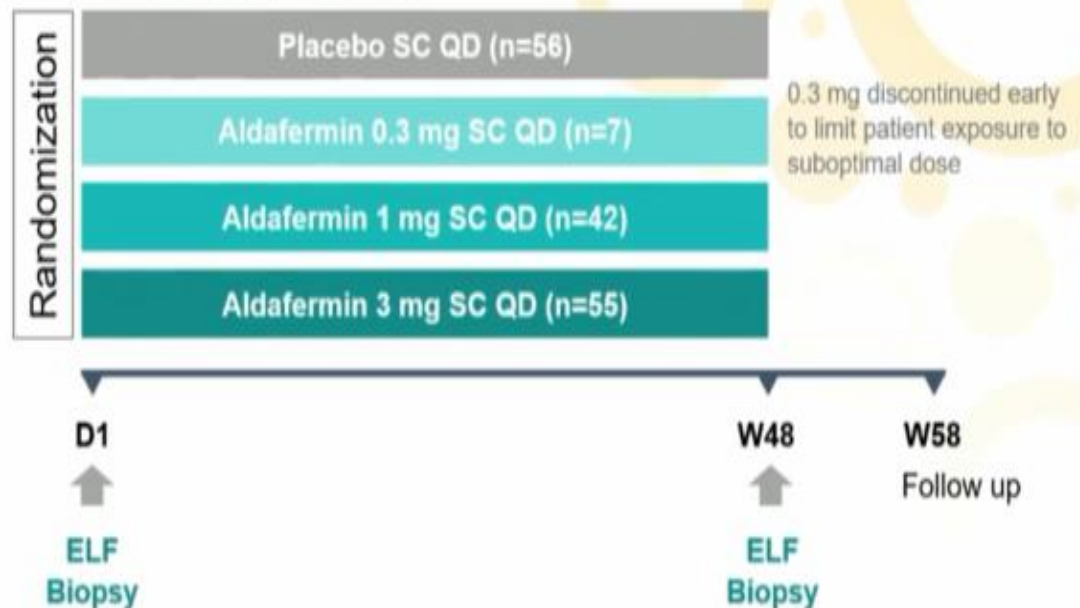 Randomization
Placebo SC QD (n=56)
Aldafermin 0.3 mg SC QD (n=7)
Aldafermin 1 mg SC QD (n=42)
Aldafermin 3 mg SC QD (n=55)
0.3 mg discontinued early
to limit patient exposure to
suboptimal dose
D1
W48
W58
Follow up
ELF
Biopsy
ELF
Biopsy